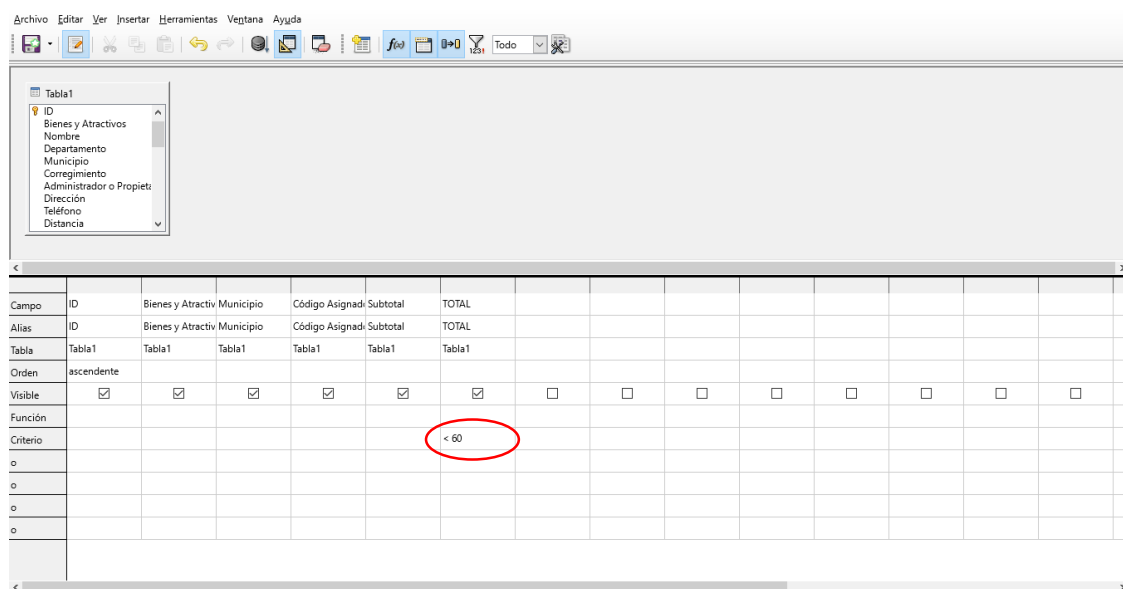 Archivo Editar Ver Insertar Herramientas Ventana Ayuda
f(x) 1231 Todo
Tabla1
ID
Bienes y Atractivos
Nombre
Departamento
Municipio
Corregimiento
Administrador o Propieta
Dirección
Teléfono
Distancia
Campo ID Bienes y Atractiv Municipio Código Asignad Subtotal TOTAL
Alias ID Bienes y Atractiv Municipio Código Asignad Subtotal TOTAL
Tabla Tabla1 Tabla1 Tabla1 Tabla1 Tabla1 Tabla1
Orden ascendente
Visible
Función
Criterio < 60
o
o
o
o